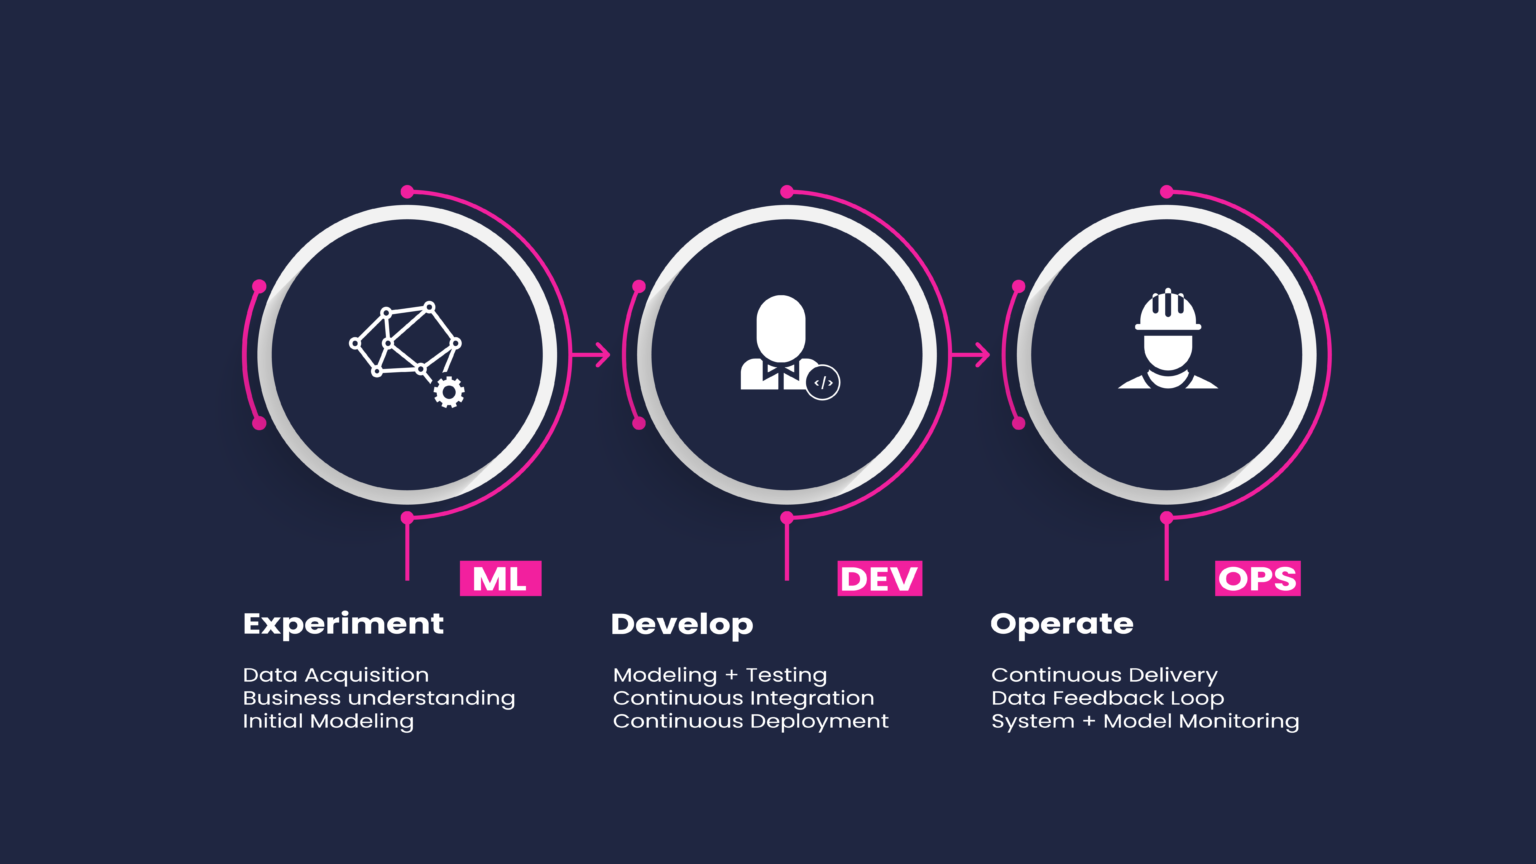 ML
Experiment
Data Acquisition
Business understanding
Initial Modeling
</>
DEV
Develop
Modeling + Testing
Continuous Integration
Continuous Deployment
OPS
Operate
Continuous Delivery
Data Feedback Loop
System + Model Monitoring